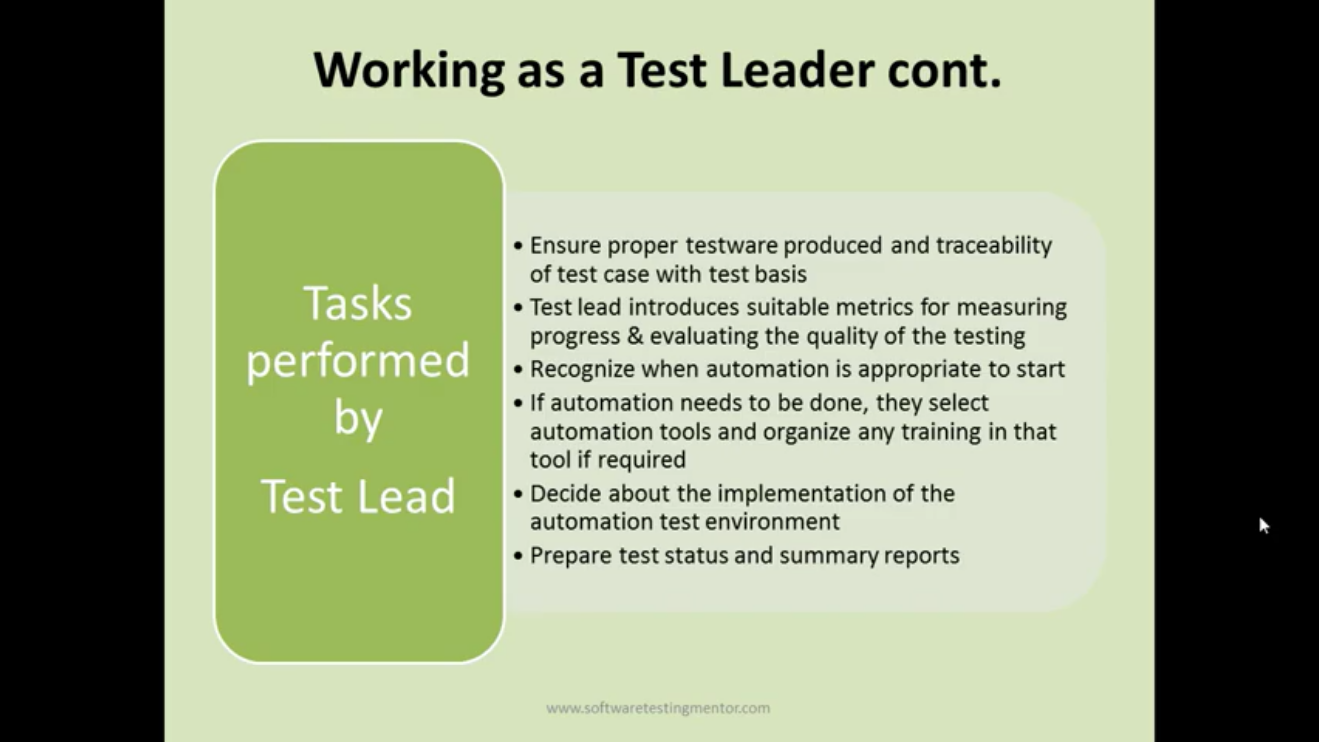 Working as a Test Leader cont.
Tasks
performed
by
Test Lead
• Ensure proper testware produced and traceability
of test case with test basis
• Test lead introduces suitable metrics for measuring
progress & evaluating the quality of the testing
• Recognize when automation is appropriate to start
• If automation needs to be done, they select
automation tools and organize any training in that
tool if required
• Decide about the implementation of the
automation test environment
• Prepare test status and summary reports
www.softwaretestingmentor.com